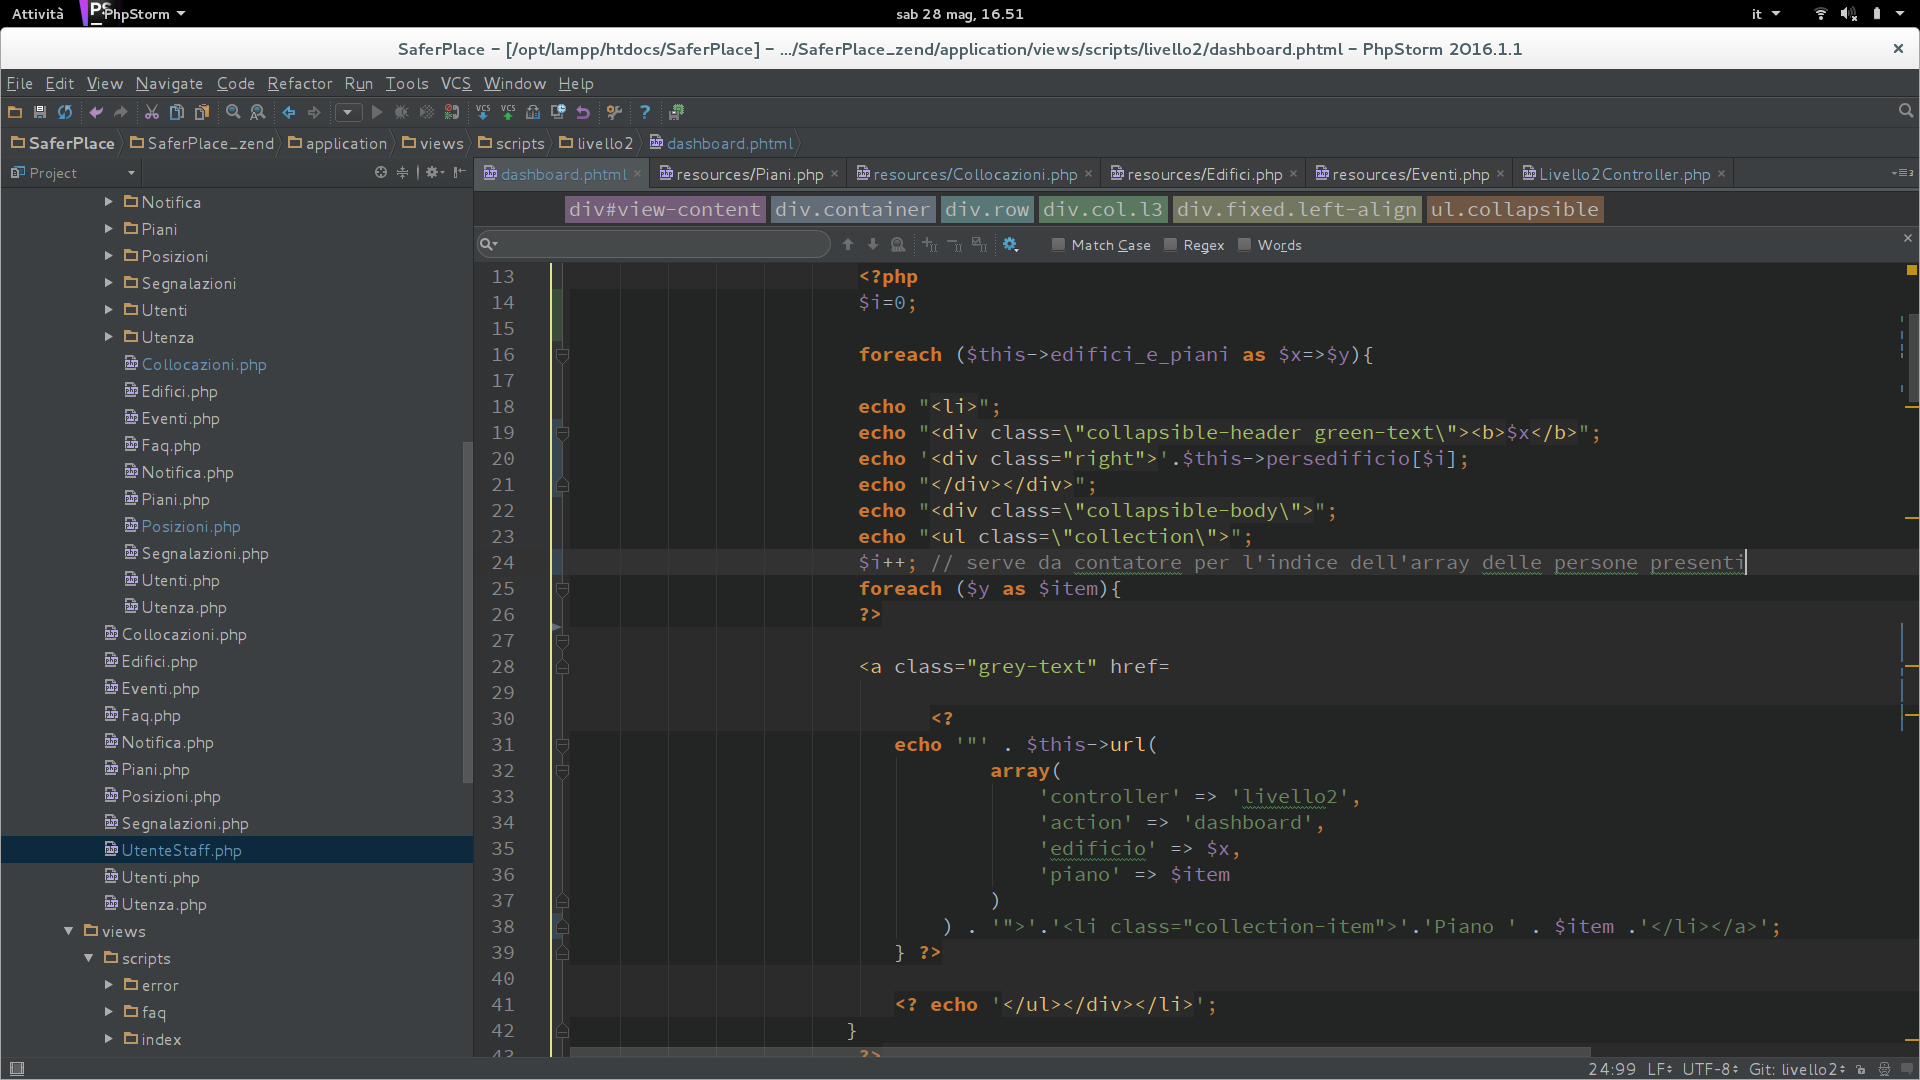 Attività PhpStorm sab 28 mag, 16.51 it
SaferPlace – [/opt/lampp/htdocs/SaferPlace] – .../SaferPlace_zend/application/views/scripts/livello2/dashboard.phtml – PhpStorm 2016.1.1
File Edit View Navigate Code Refactor Run Tools VCS Window Help
SaferPlace SaferPlace_zend application views scripts livello2 dashboard.phtml
Project
dashboard.phtml resources/Piani.php resources/Collocazioni.php resources/Edifici.php resources/Eventi.php Livello2Controller.php
div#view-content div.container div.row div.col.l3 div.fixed.left-align ul.collapsible
Match Case Regex Words
Notifica
Piani
Posizioni
Segnalazioni
Utenti
Utenza
Collocazioni.php
Edifici.php
Eventi.php
Faq.php
Notifica.php
Piani.php
Posizioni.php
Segnalazioni.php
Utenti.php
Utenza.php
Collocazioni.php
Edifici.php
Eventi.php
Faq.php
Notifica.php
Piani.php
Posizioni.php
Segnalazioni.php
UtenteStaff.php
Utenti.php
Utenza.php
views
scripts
error
faq
index
13 <?php
14 $i=0;
15
16 foreach ($this->edifici_e_piani as $x=>$y){
17
18 echo "<li>";
19 echo "<div class=\"collapsible-header green-text\"><b>$x</b>";
20 echo '<div class="right">'.$this->persedificio[$i];
21 echo "</div></div>";
22 echo "<div class=\"collapsible-body\">";
23 echo "<ul class=\"collection\">";
24 $i++; // serve da contatore per l'indice dell'array delle persone presenti
25 foreach ($y as $item){
26 ?>
27
28 <a class="grey-text" href=
29
30 <?
31 echo '"' . $this->url(
32 array(
33 'controller' => 'livello2',
34 'action' => 'dashboard',
35 'edificio' => $x,
36 'piano' => $item
37 )
38 ) . '">'.'<li class="collection-item">'.'Piano ' . $item .'</li></a>';
39 } ?>
40
41 <? echo '</ul></div></li>';
42 }
43 ?>
24:99 LF UTF-8 Git: livello2